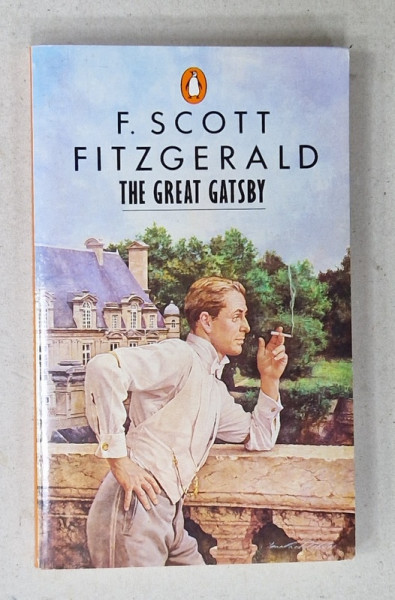 F. SCOTT
FITZGERALD
THE GREAT GATSBY